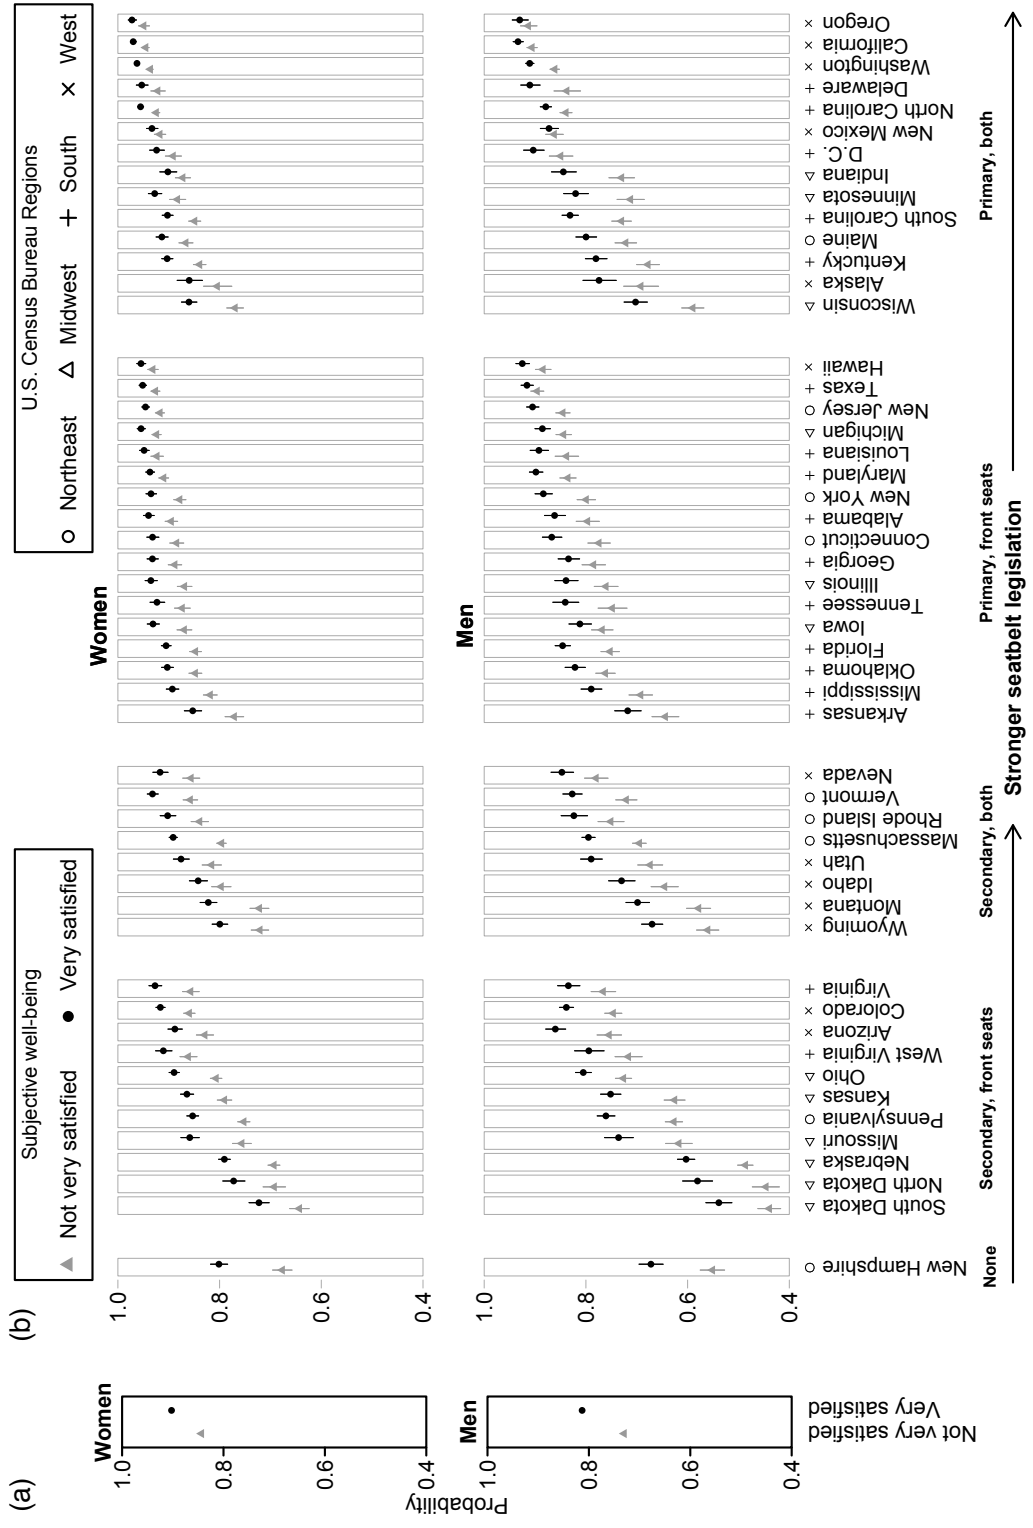 (a)
Women
1.0
0.8
0.6
0.4
Men
1.0
0.8
0.6
0.4
Probability
Not very satisfied
Very satisfied
(b)
Subjective well-being
Not very satisfied
Very satisfied
U.S. Census Bureau Regions
Northeast
Midwest
South
West
Women
1.0
0.8
0.6
0.4
Men
1.0
0.8
0.6
0.4
New Hampshire
South Dakota
North Dakota
Nebraska
Missouri
Pennsylvania
Kansas
Ohio
West Virginia
Arizona
Colorado
Virginia
Wyoming
Montana
Idaho
Utah
Massachusetts
Rhode Island
Vermont
Nevada
Arkansas
Mississippi
Oklahoma
Florida
Iowa
Tennessee
Illinois
Georgia
Connecticut
Alabama
New York
Maryland
Louisiana
Michigan
New Jersey
Texas
Hawaii
Wisconsin
Alaska
Kentucky
Maine
South Carolina
Minnesota
Indiana
D.C.
New Mexico
North Carolina
Delaware
Washington
California
Oregon
None
Secondary, front seats
Secondary, both
Primary, front seats
Primary, both
Stronger seatbelt legislation